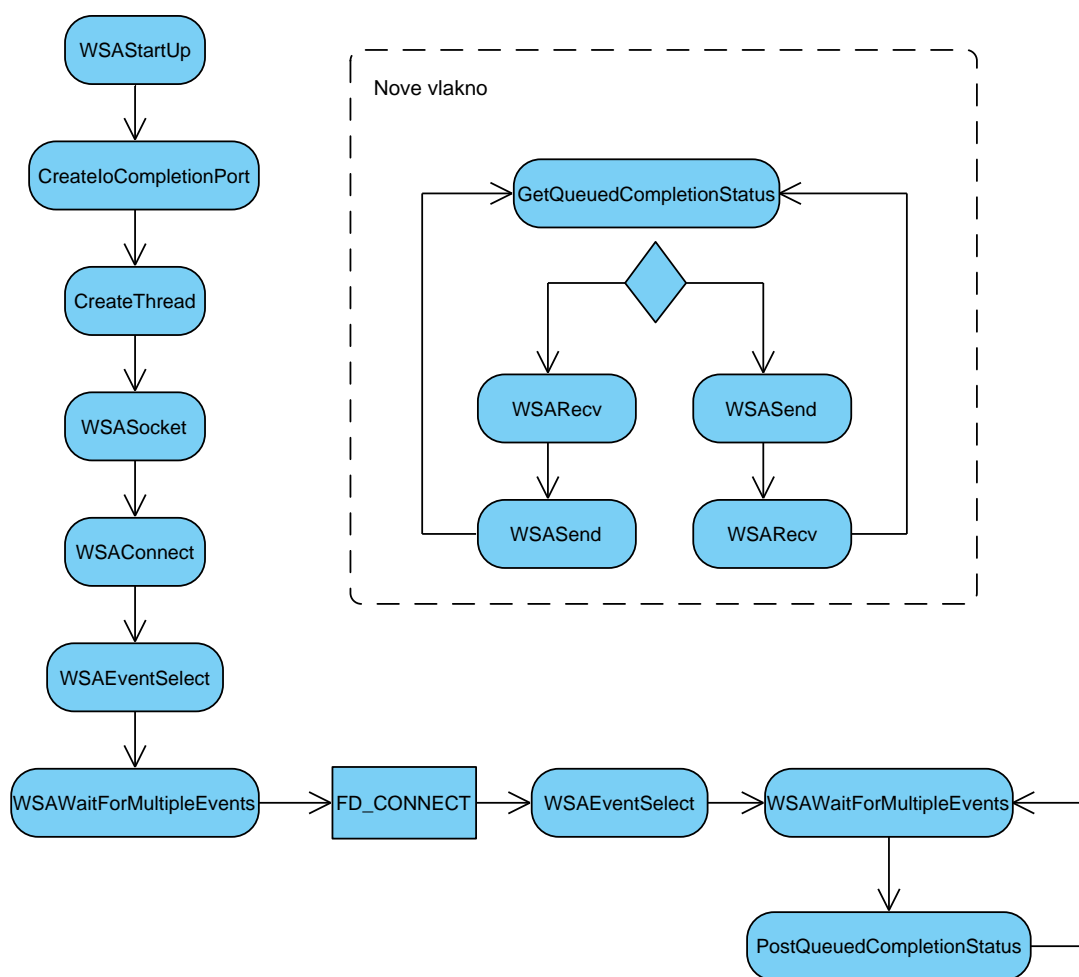 WSAStartUp
CreateIoCompletionPort
CreateThread
WSASocket
WSAConnect
WSAEventSelect
WSAWaitForMultipleEvents
FD_CONNECT
WSAEventSelect
WSAWaitForMultipleEvents
PostQueuedCompletionStatus
Nove vlakno
GetQueuedCompletionStatus
WSARecv
WSASend
WSASend
WSARecv